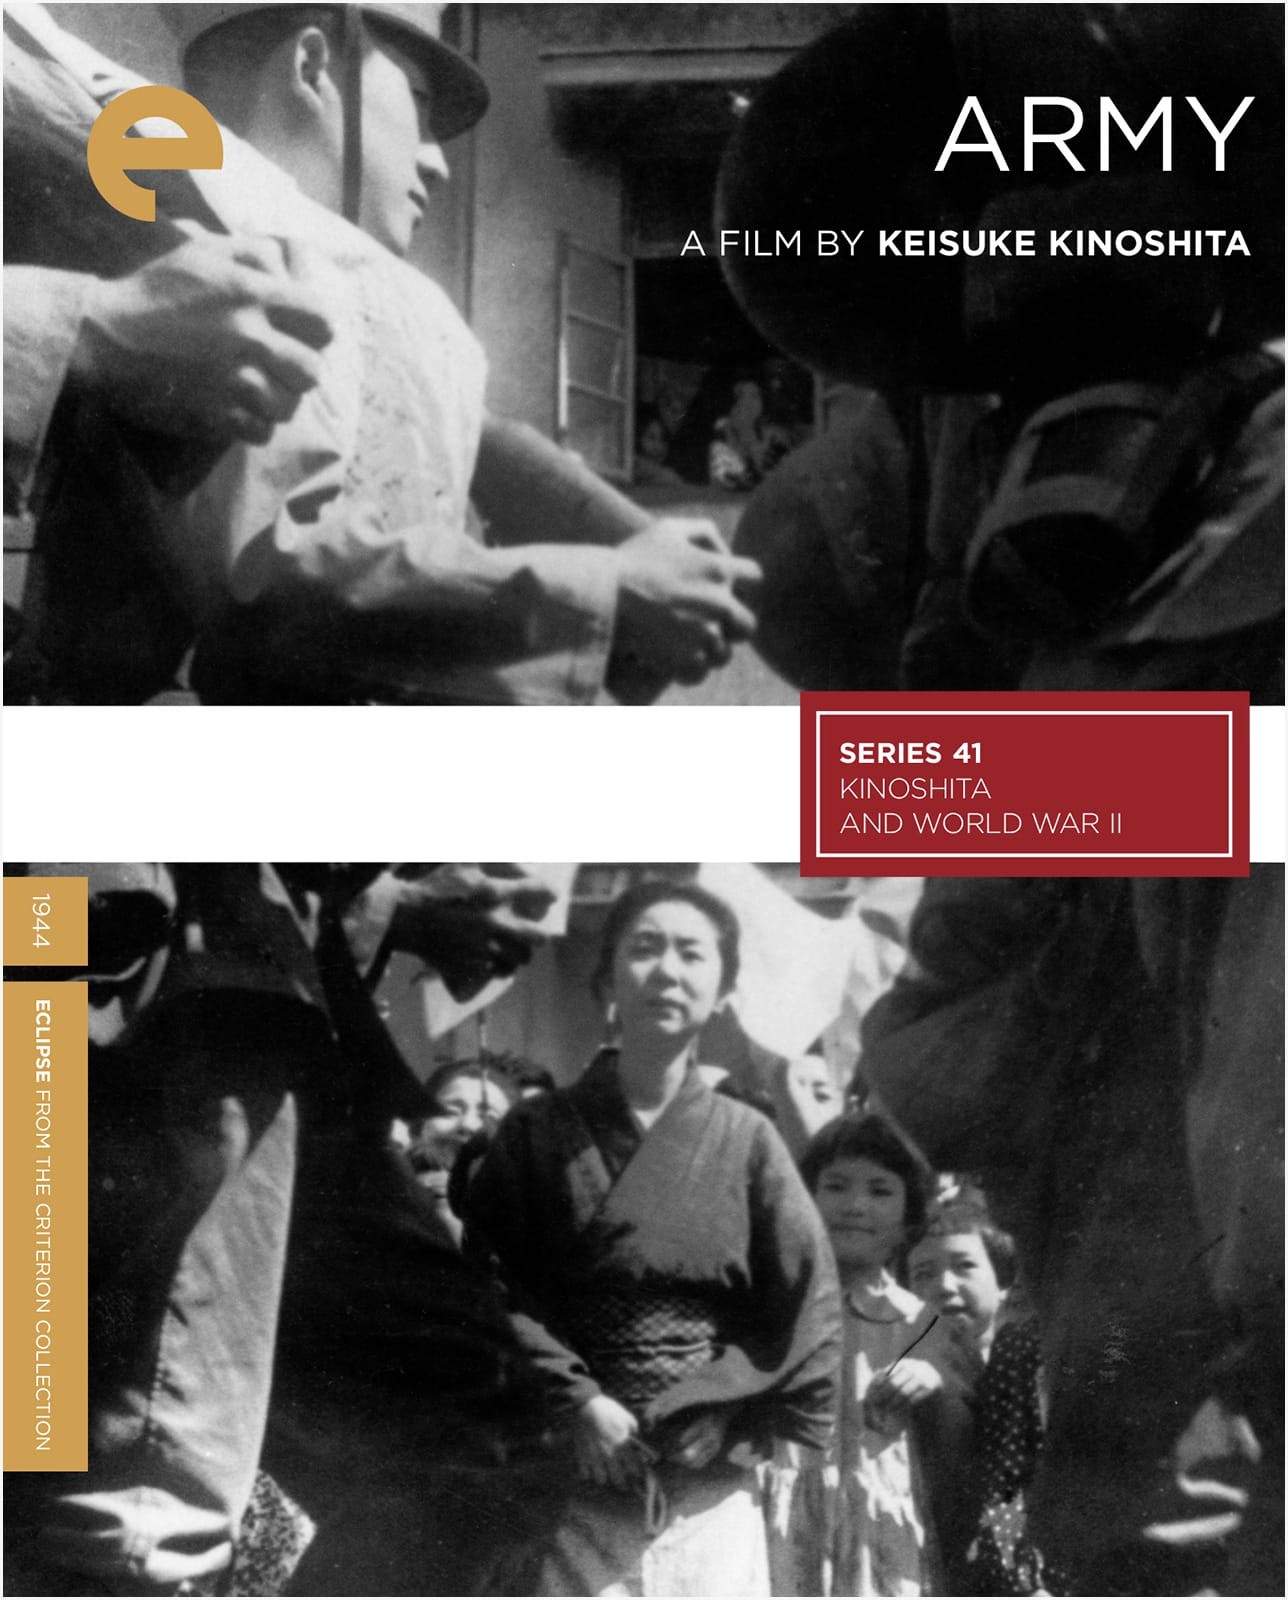 e
ARMY
A FILM BY KEISUKE KINOSHITA
SERIES 41
KINOSHITA
AND WORLD WAR II
1944
ECLIPSE FROM THE CRITERION COLLECTION